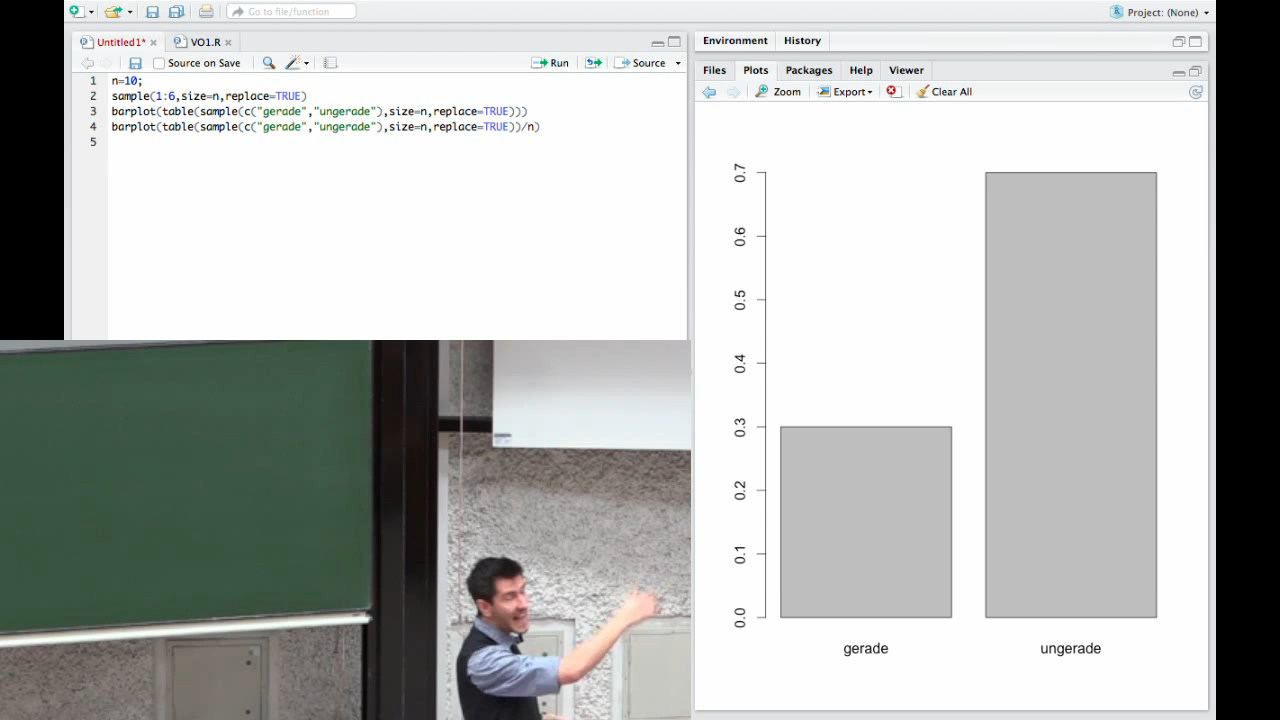 Go to file/function
Project: (None)
Untitled1* VO1.R
Source on Save Run Source
1 n=10;
2 sample(1:6,size=n,replace=TRUE)
3 barplot(table(sample(c("gerade","ungerade"),size=n,replace=TRUE)))
4 barplot(table(sample(c("gerade","ungerade"),size=n,replace=TRUE))/n)
5
Environment History
Files Plots Packages Help Viewer
Zoom Export Clear All
0.7
0.6
0.5
0.4
0.3
0.2
0.1
0.0
gerade ungerade